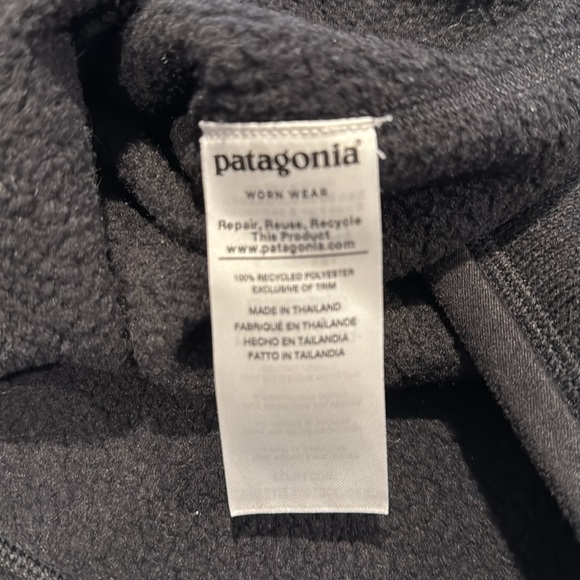 patagonia®
WORN WEAR
Repair, Reuse, Recycle
This Product
www.patagonia.com
100% RECYCLED POLYESTER
EXCLUSIVE OF TRIM
MADE IN THAILAND
FABRIQUÉ EN THAÏLANDE
HECHO EN TAILANDIA
FATTO IN TAILANDIA